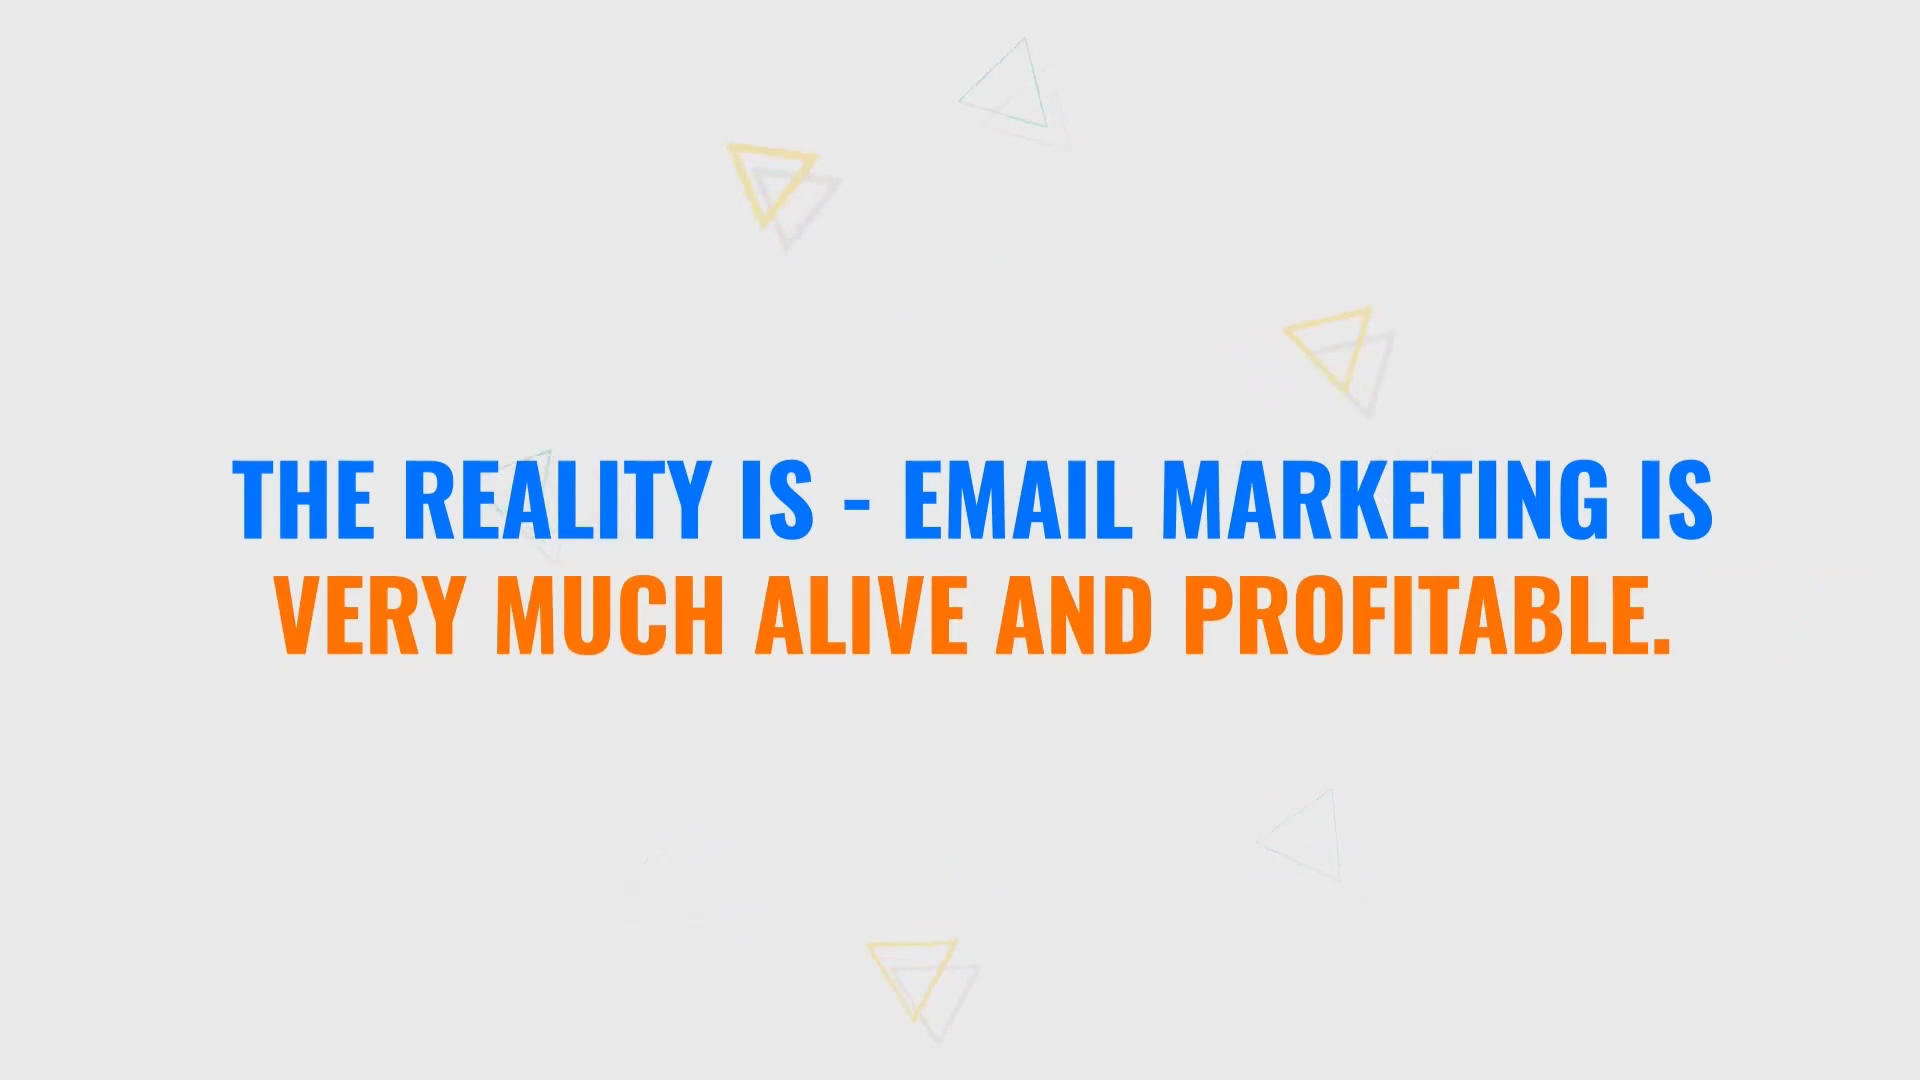 THE REALITY IS - EMAIL MARKETING IS
VERY MUCH ALIVE AND PROFITABLE.